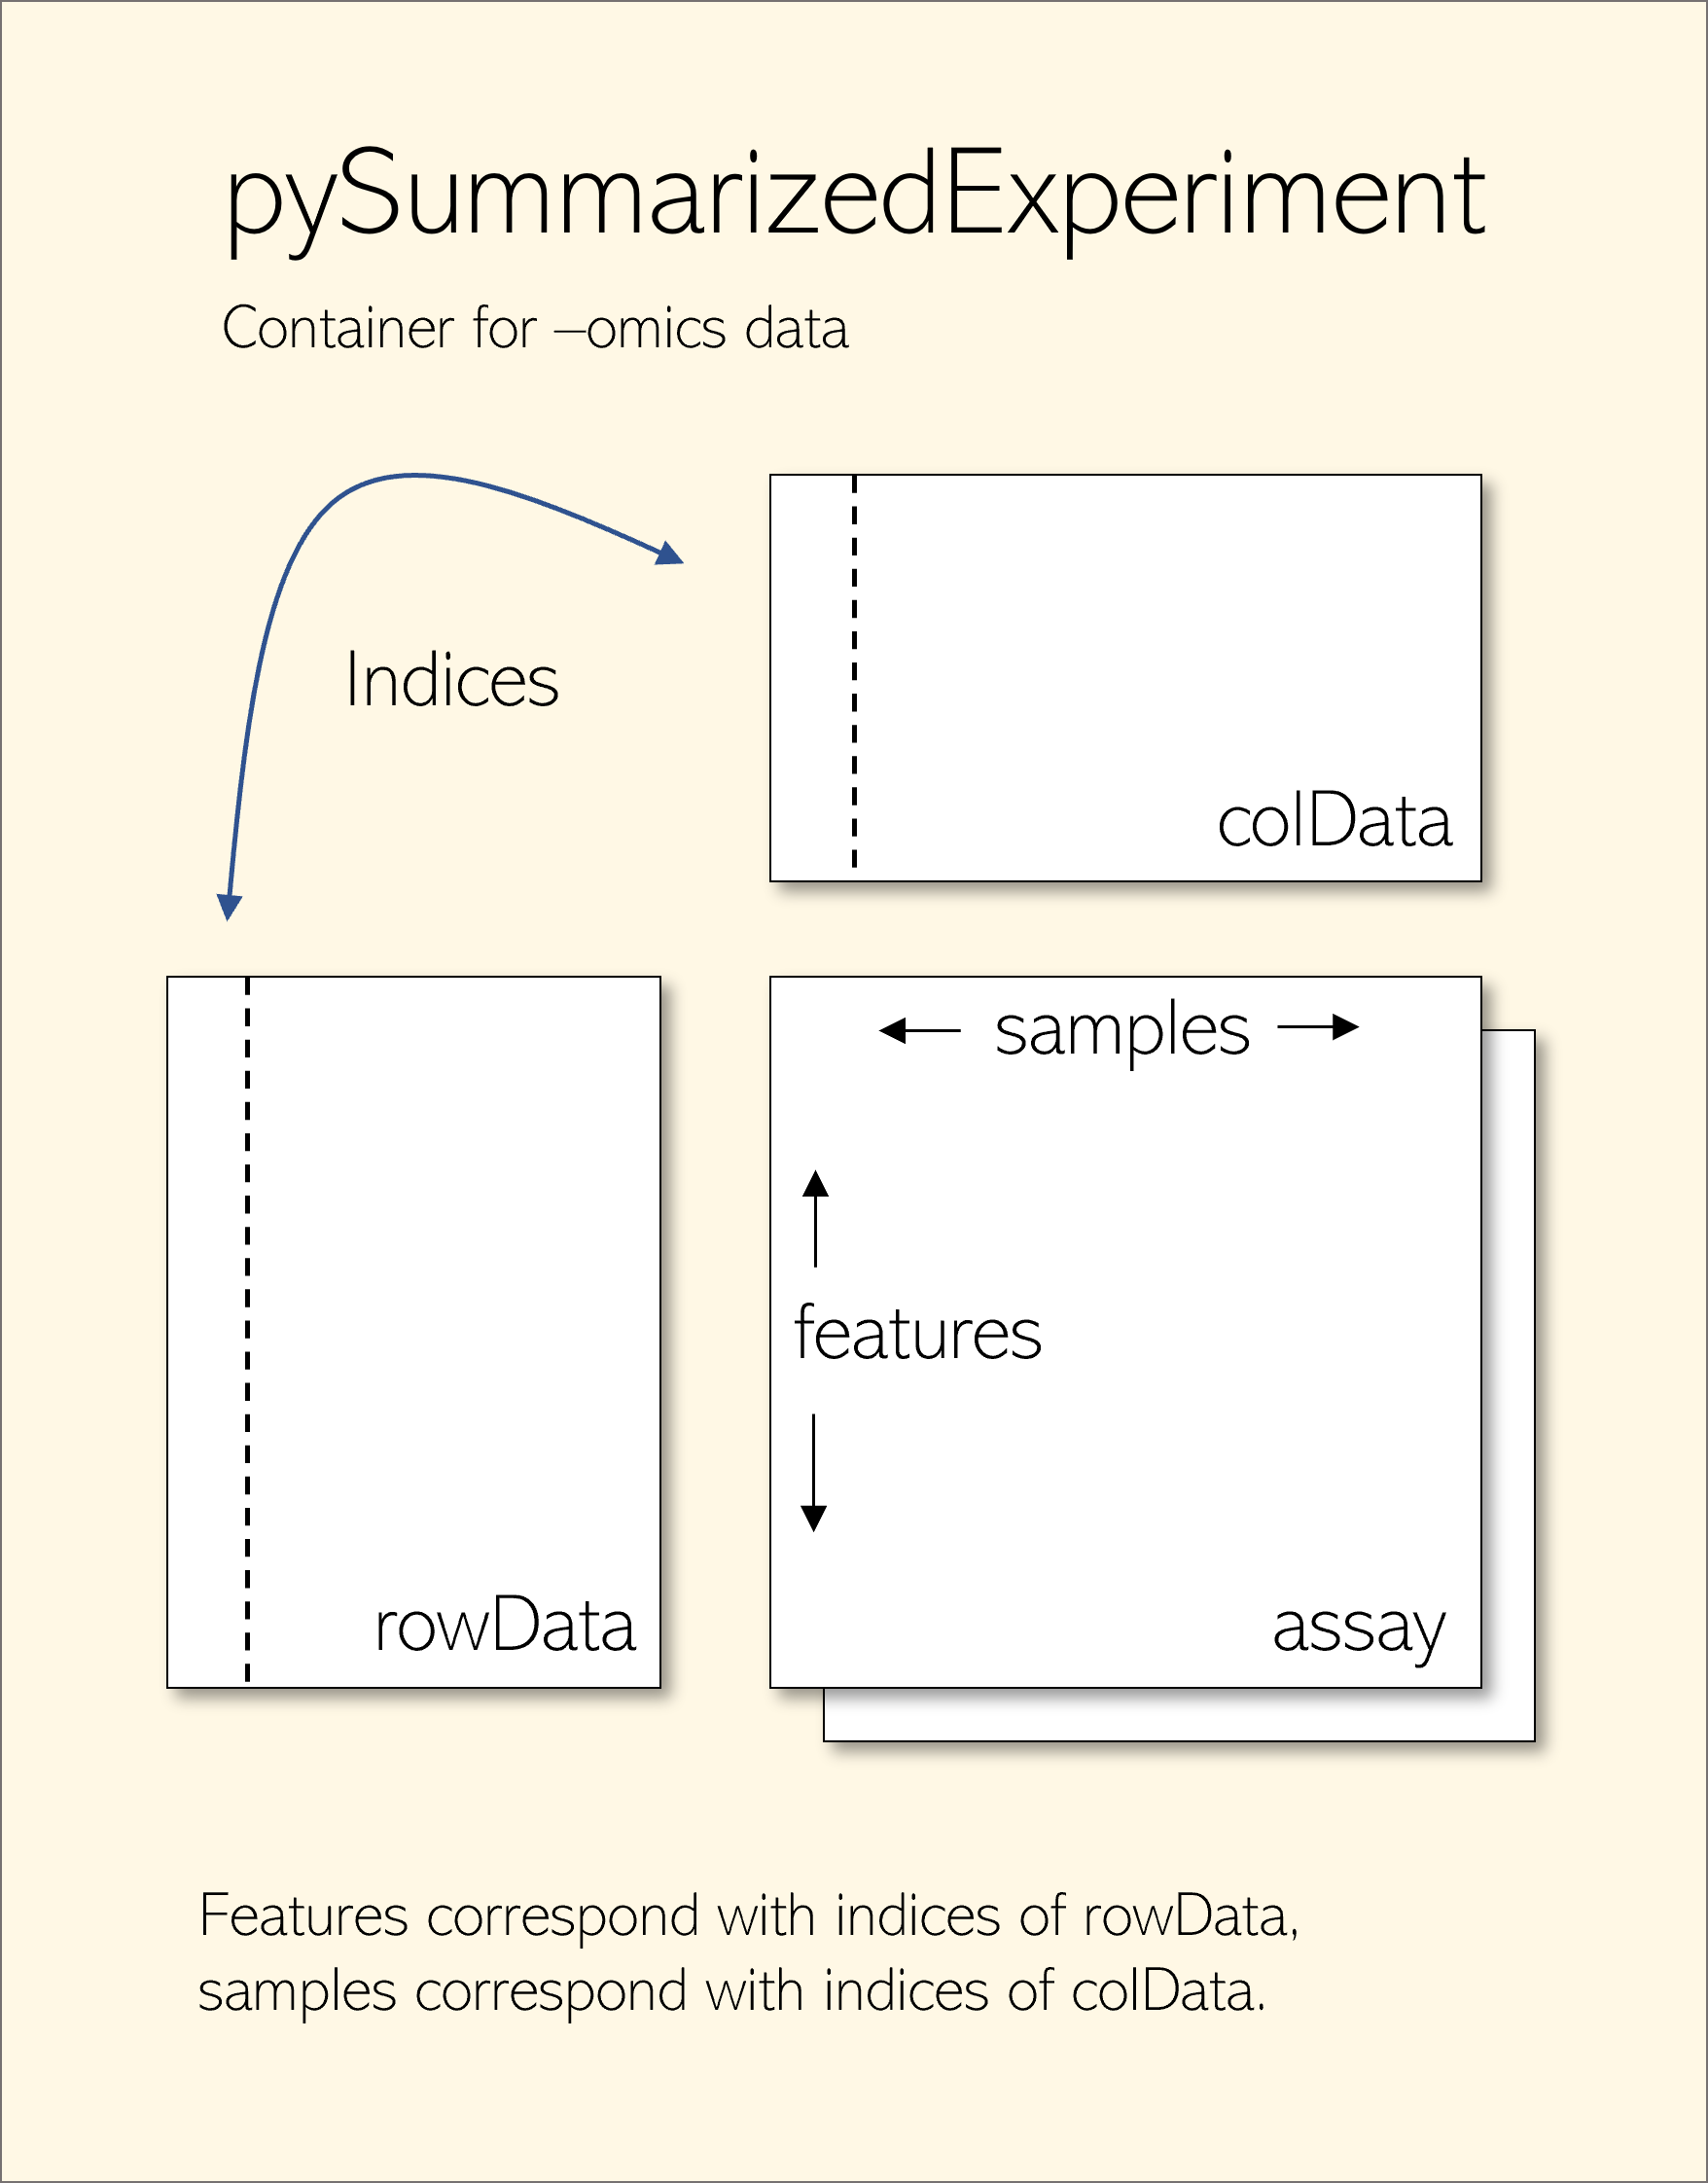 pySummarizedExperiment
Container for –omics data
Indices
colData
samples
features
rowData
assay
Features correspond with indices of rowData,
samples correspond with indices of colData.